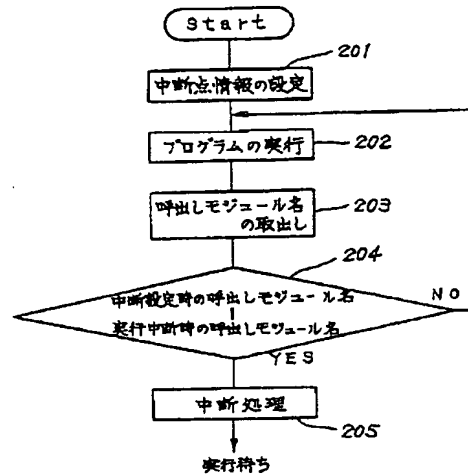 Start
201
中断点情報の設定
プログラムの実行
202
呼出しモジュール名
の取出し
203
204
中断設定時の呼出しモジュール名
‖
実行中断時の呼出しモジュール名
NO
YES
中断処理
205
実行待ち